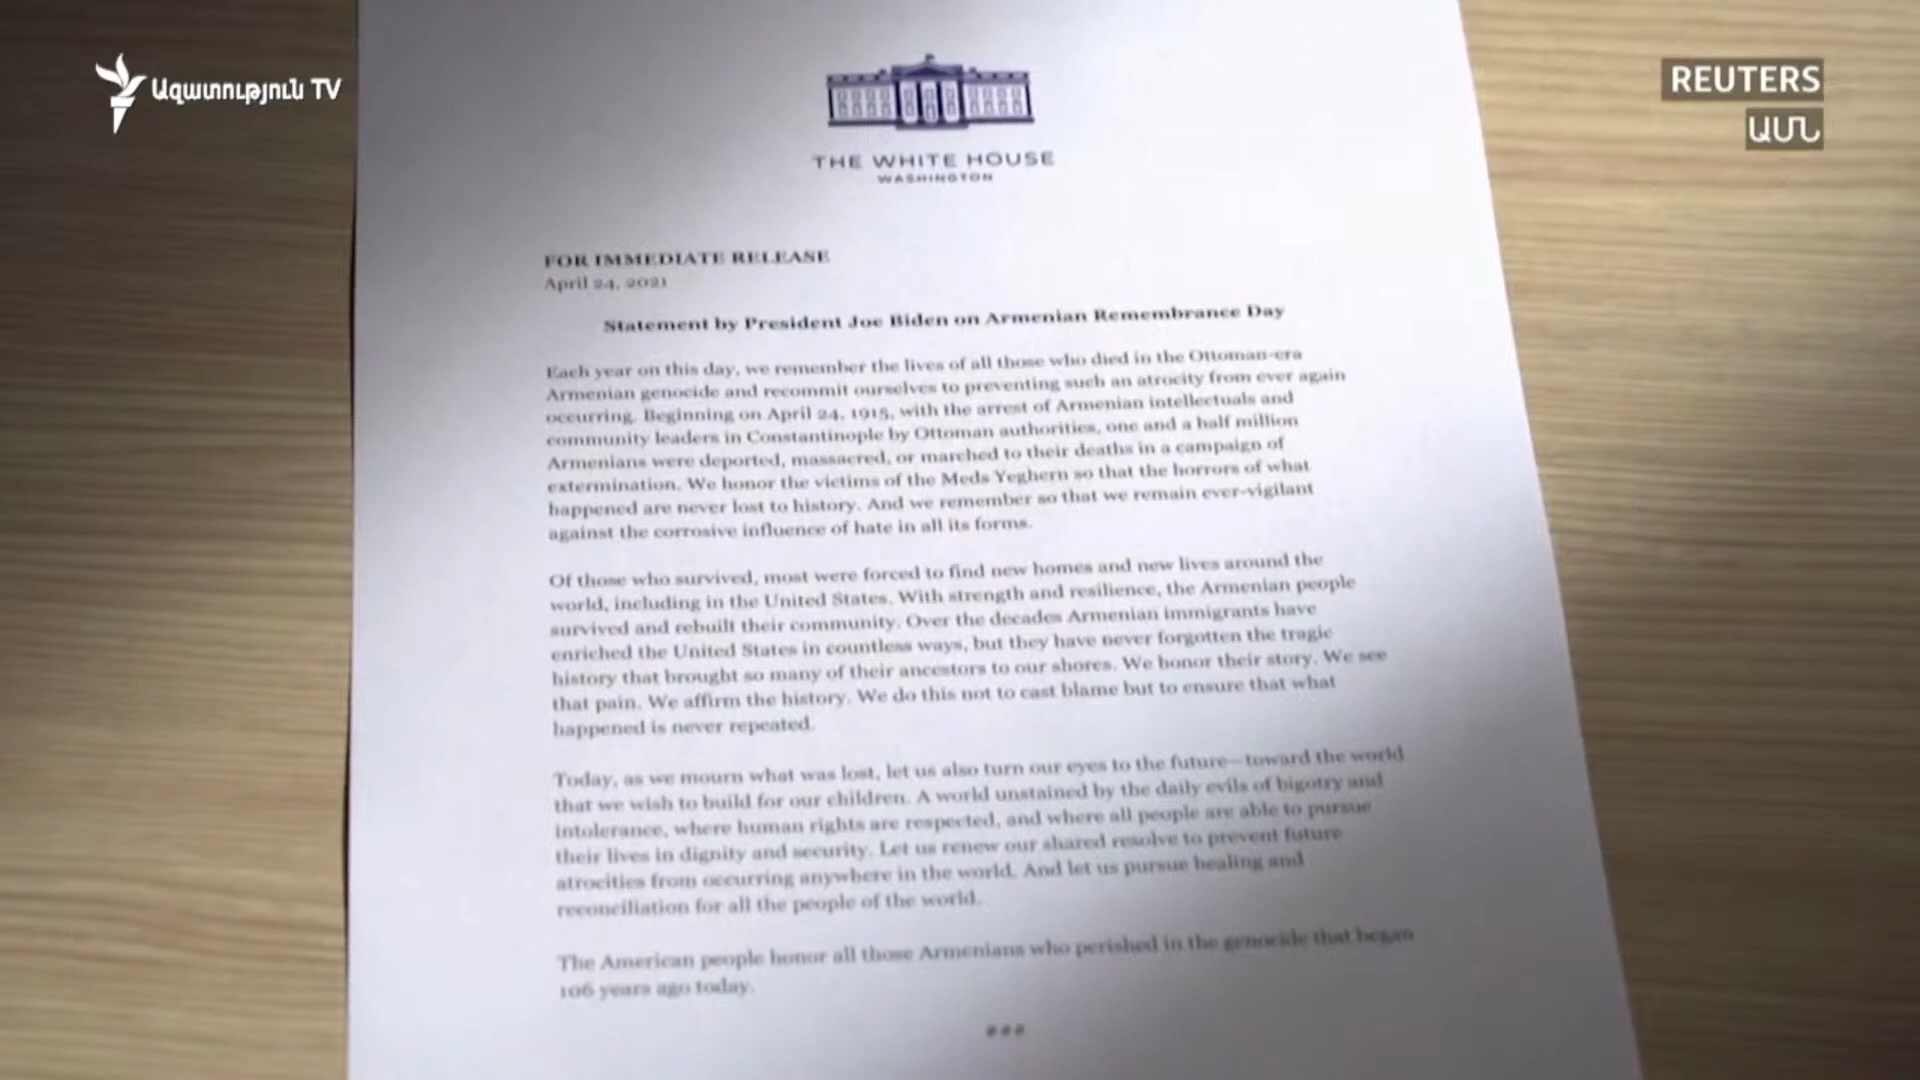 Ազատություն TV
REUTERS
ԱՄՆ
THE WHITE HOUSE
WASHINGTON
FOR IMMEDIATE RELEASE
April 24, 2021
Statement by President Joe Biden on Armenian Remembrance Day
Each year on this day, we remember the lives of all those who died in the Ottoman-era
Armenian genocide and recommit ourselves to preventing such an atrocity from ever again
occurring. Beginning on April 24, 1915, with the arrest of Armenian intellectuals and
community leaders in Constantinople by Ottoman authorities, one and a half million
Armenians were deported, massacred, or marched to their deaths in a campaign of
extermination. We honor the victims of the Meds Yeghern so that the horrors of what
happened are never lost to history. And we remember so that we remain ever-vigilant
against the corrosive influence of hate in all its forms.
Of those who survived, most were forced to find new homes and new lives around the
world, including in the United States. With strength and resilience, the Armenian people
survived and rebuilt their community. Over the decades Armenian immigrants have
enriched the United States in countless ways, but they have never forgotten the tragic
history that brought so many of their ancestors to our shores. We honor their story. We see
that pain. We affirm the history. We do this not to cast blame but to ensure that what
happened is never repeated.
Today, as we mourn what was lost, let us also turn our eyes to the future—toward the world
that we wish to build for our children. A world unstained by the daily evils of bigotry and
intolerance, where human rights are respected, and where all people are able to pursue
their lives in dignity and security. Let us renew our shared resolve to prevent future
atrocities from occurring anywhere in the world. And let us pursue healing and
reconciliation for all the people of the world.
The American people honor all those Armenians who perished in the genocide that began
106 years ago today.
###